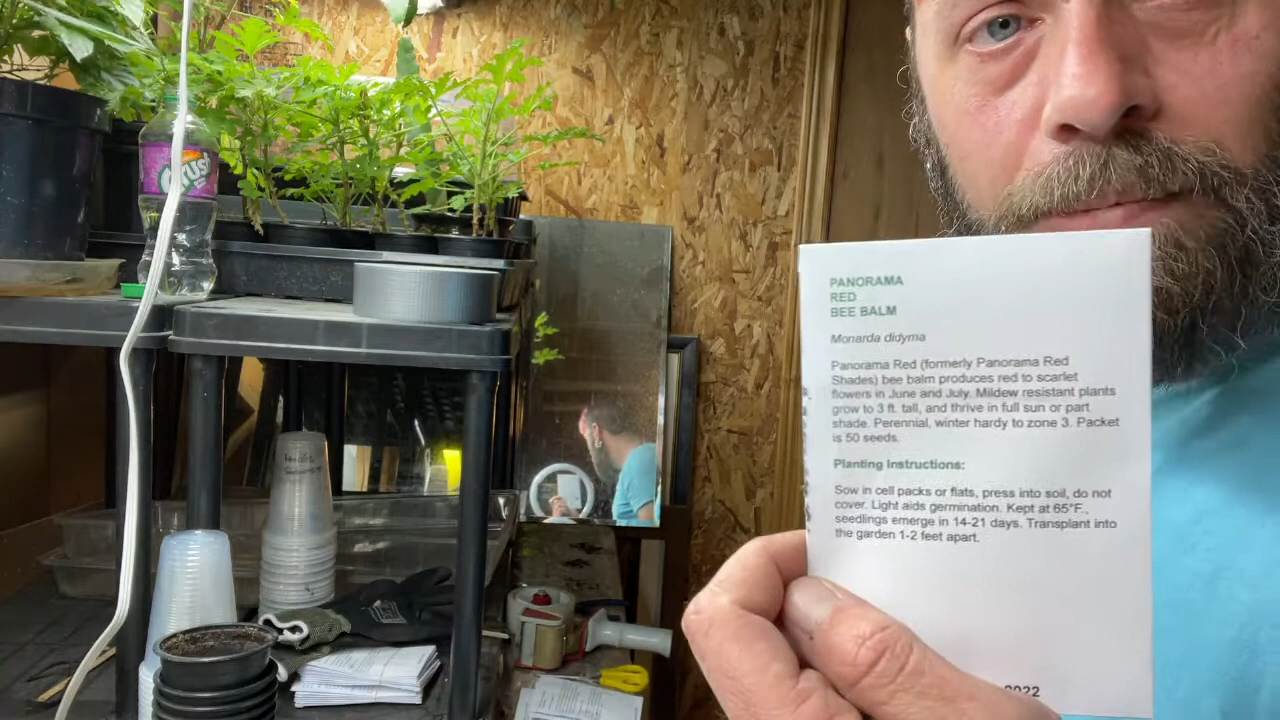 Crush
PANORAMA
RED
BEE BALM
Monarda didyma
Panorama Red (formerly Panorama Red
Shades) bee balm produces red to scarlet
flowers in June and July. Mildew resistant plants
grow to 3 ft. tall, and thrive in full sun or part
shade. Perennial, winter hardy to zone 3. Packet
is 50 seeds.
Planting Instructions:
Sow in cell packs or flats, press into soil, do not
cover. Light aids germination. Kept at 65°F.,
seedlings emerge in 14-21 days. Transplant into
the garden 1-2 feet apart.
2022